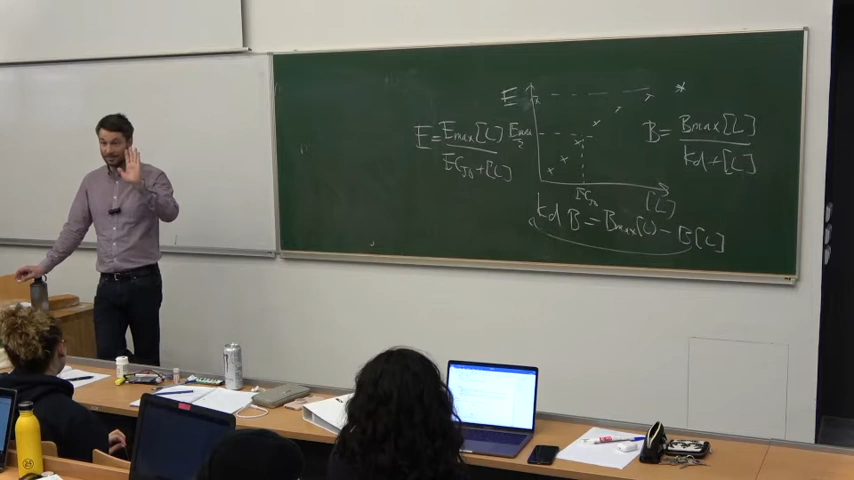 E
E = Emax[L] / EC50+[L]
Emax/2
EC50
[L]
B = Bmax[L] / Kd+[L]
Kd B = Bmax[L] - B[L]